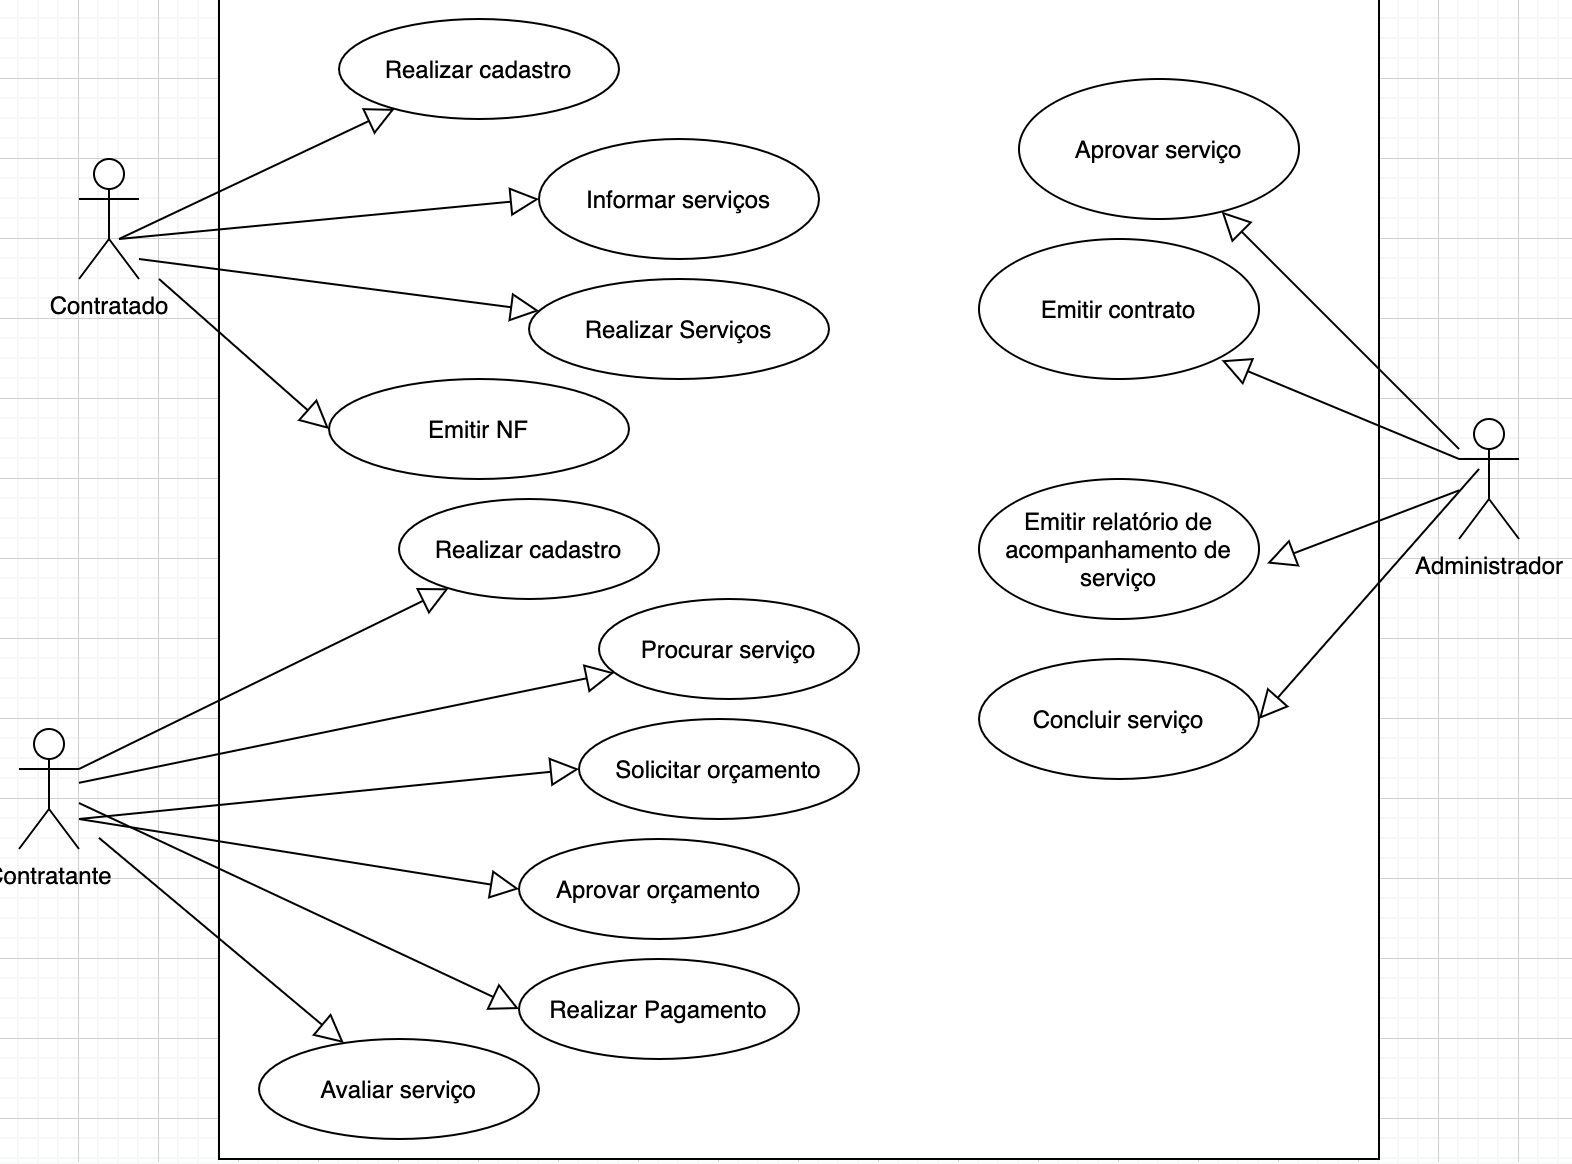 Realizar cadastro
Informar serviços
Realizar Serviços
Emitir NF
Contratado
Realizar cadastro
Procurar serviço
Solicitar orçamento
Aprovar orçamento
Realizar Pagamento
Avaliar serviço
ontratante
Aprovar serviço
Emitir contrato
Emitir relatório de
acompanhamento de
serviço
Concluir serviço
Administrador